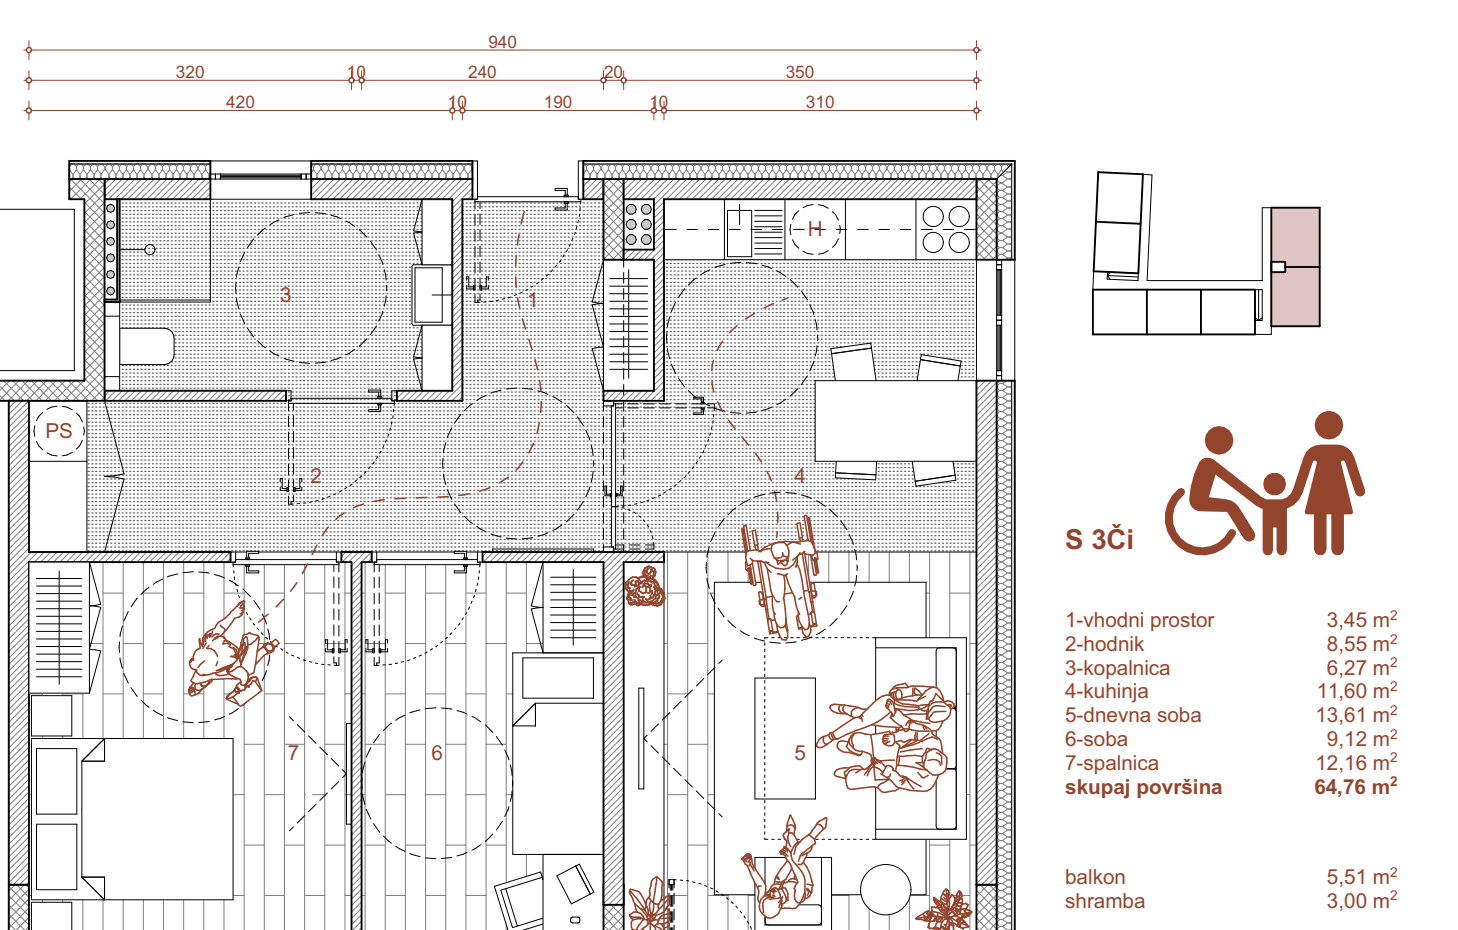 940
320 10 240 20 350
420 10 190 10 310
H
3
1
PS
2
4
S 3Či
1-vhodni prostor 3,45 m²
2-hodnik 8,55 m²
3-kopalnica 6,27 m²
4-kuhinja 11,60 m²
5-dnevna soba 13,61 m²
6-soba 9,12 m²
7-spalnica 12,16 m²
skupaj površina 64,76 m²
7
6
5
balkon 5,51 m²
shramba 3,00 m²